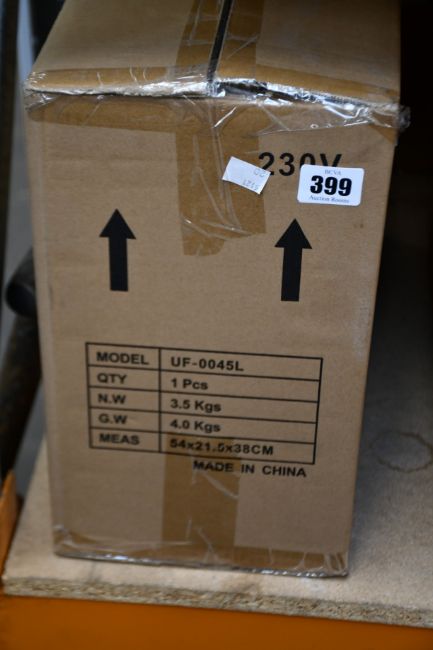 230V
BCVA
399
Auction Rooms
MODEL UF-0045L
QTY 1 Pcs
N.W 3.5 Kgs
G.W 4.0 Kgs
MEAS 54x21.5x38CM
MADE IN CHINA